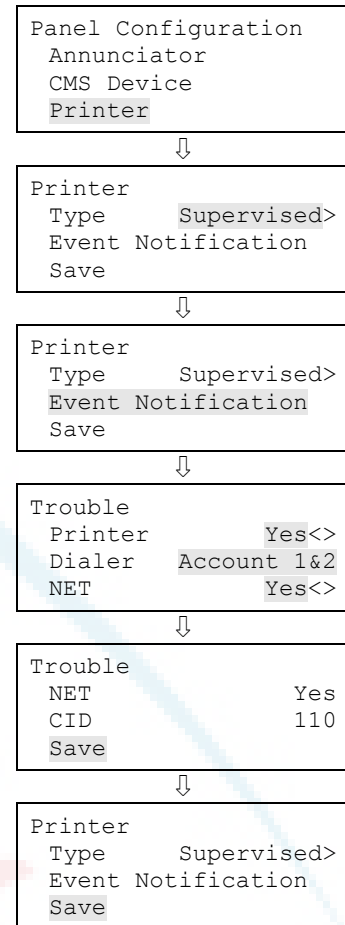 Panel Configuration
Annunciator
CMS Device
Printer
⇩
Printer
Type Supervised>
Event Notification
Save
⇩
Printer
Type Supervised>
Event Notification
Save
⇩
Trouble
Printer Yes<>
Dialer Account 1&2
NET Yes<>
⇩
Trouble
NET Yes
CID 110
Save
⇩
Printer
Type Supervised>
Event Notification
Save